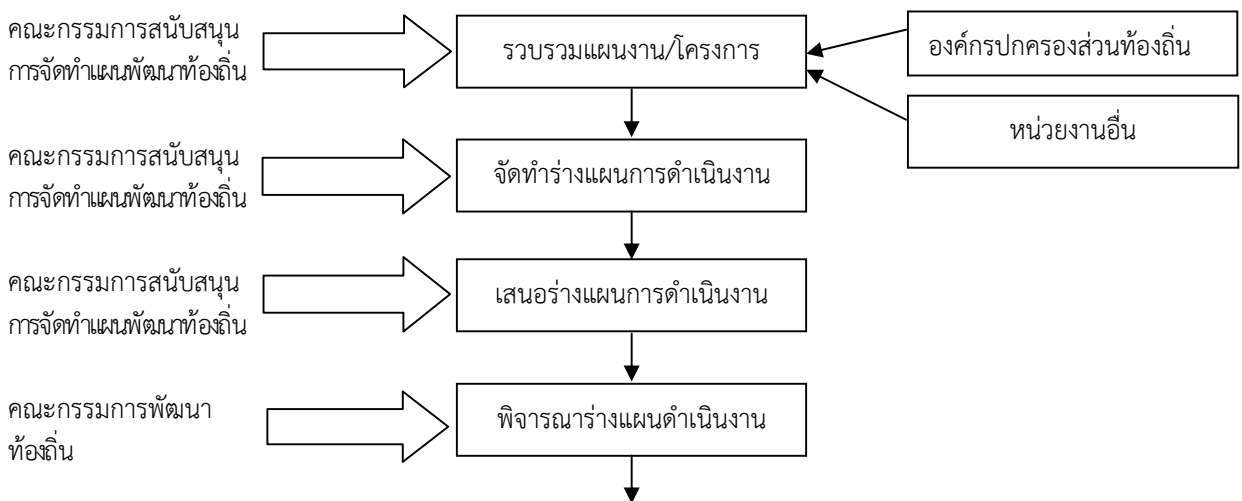 คณะกรรมการสนับสนุน
การจัดทำแผนพัฒนาท้องถิ่น
รวบรวมแผนงาน/โครงการ
องค์กรปกครองส่วนท้องถิ่น
หน่วยงานอื่น
คณะกรรมการสนับสนุน
การจัดทำแผนพัฒนาท้องถิ่น
จัดทำร่างแผนการดำเนินงาน
คณะกรรมการสนับสนุน
การจัดทำแผนพัฒนาท้องถิ่น
เสนอร่างแผนการดำเนินงาน
คณะกรรมการพัฒนา
ท้องถิ่น
พิจารณาร่างแผนดำเนินงาน